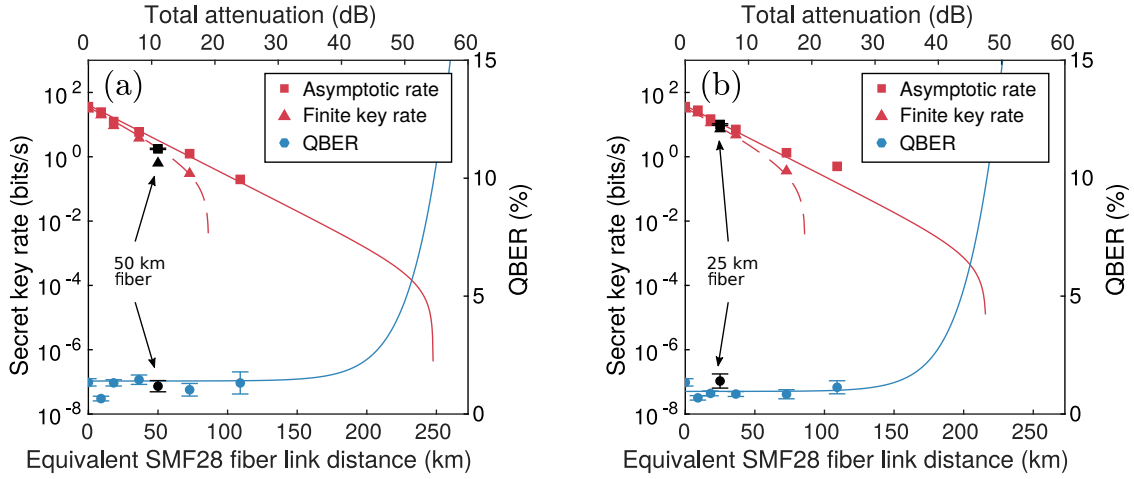 Total attenuation (dB)
0 10 20 30 40 50 60
(a)
Asymptotic rate
Finite key rate
QBER
50 km
fiber
Secret key rate (bits/s)
10^2
10^0
10^-2
10^-4
10^-6
10^-8
QBER (%)
15
10
5
0
0 50 100 150 200 250
Equivalent SMF28 fiber link distance (km)
Total attenuation (dB)
0 10 20 30 40 50 60
(b)
Asymptotic rate
Finite key rate
QBER
25 km
fiber
Secret key rate (bits/s)
10^2
10^0
10^-2
10^-4
10^-6
10^-8
QBER (%)
15
10
5
0
0 50 100 150 200 250
Equivalent SMF28 fiber link distance (km)